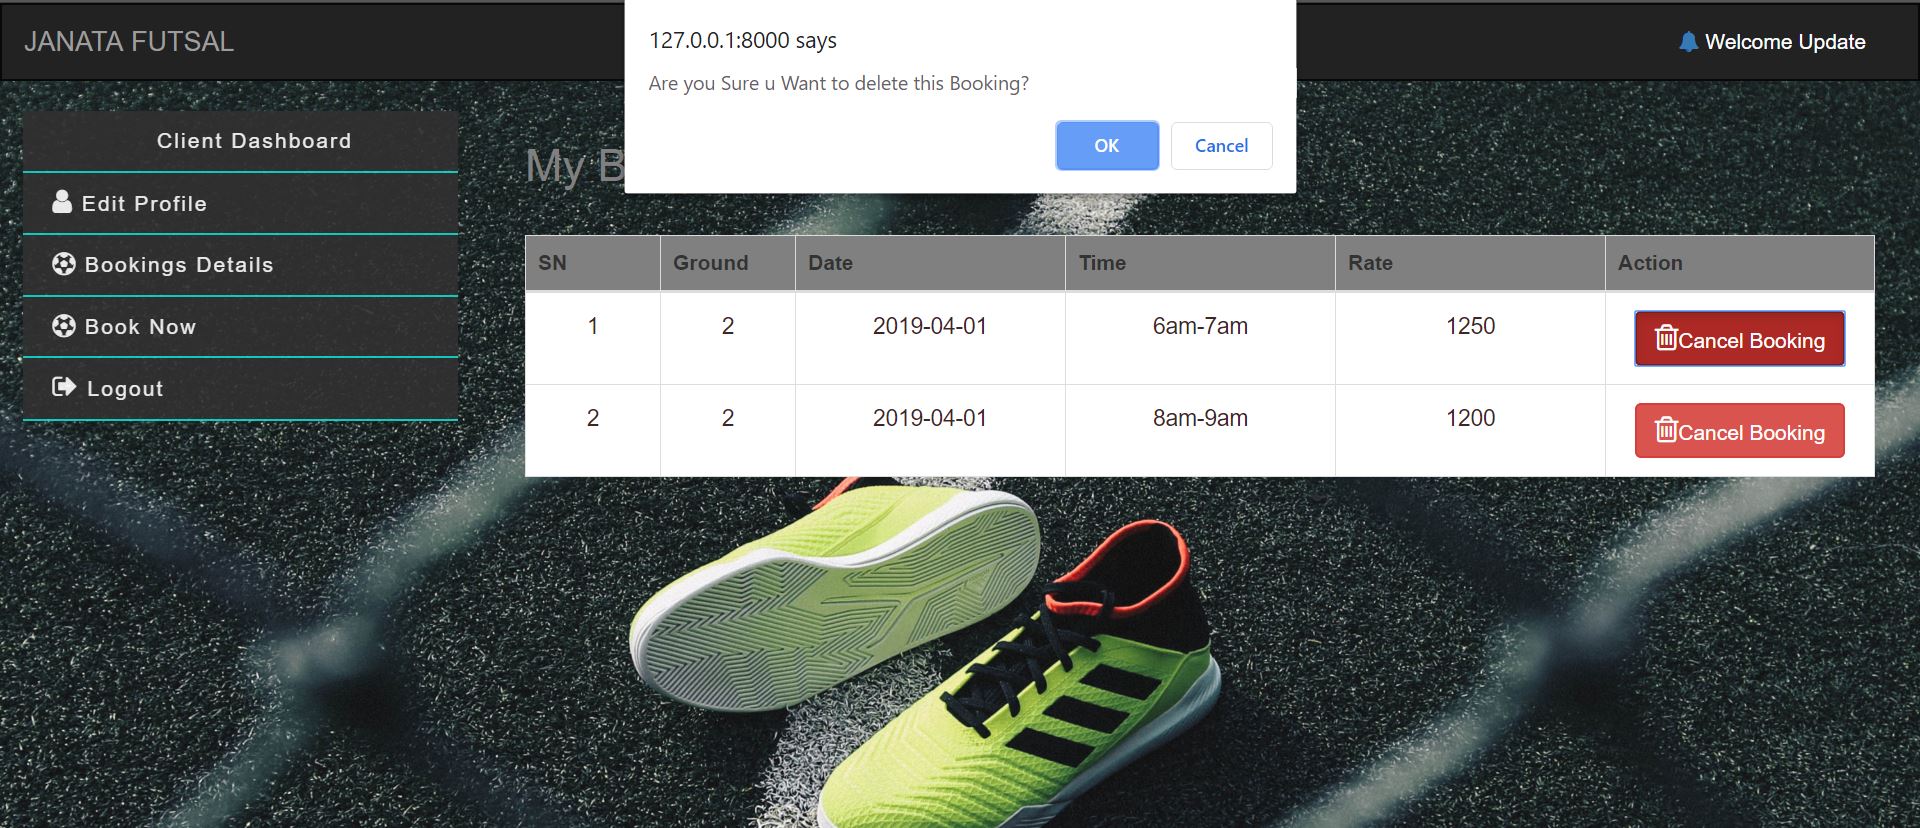 JANATA FUTSAL
127.0.0.1:8000 says
Are you Sure u Want to delete this Booking?
OK Cancel
Welcome Update
Client Dashboard
Edit Profile
Bookings Details
Book Now
Logout
My B
SN Ground Date Time Rate Action
1 2 2019-04-01 6am-7am 1250 Cancel Booking
2 2 2019-04-01 8am-9am 1200 Cancel Booking